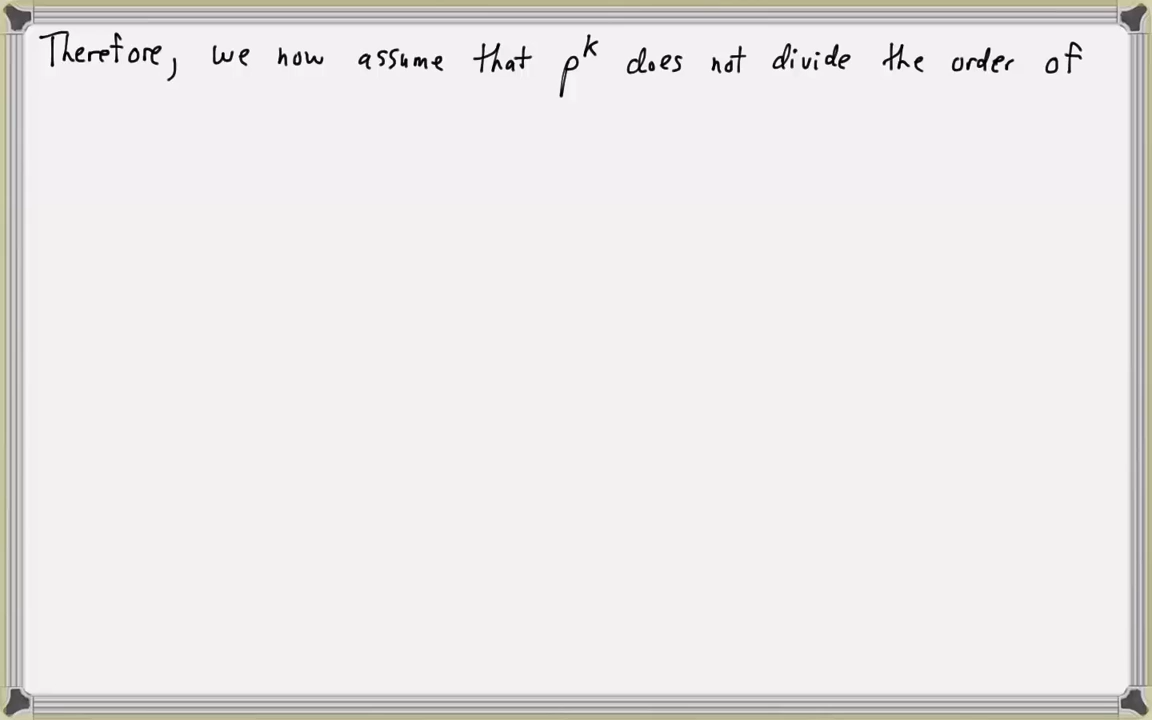 Therefore, we now assume that p^k does not divide the order of